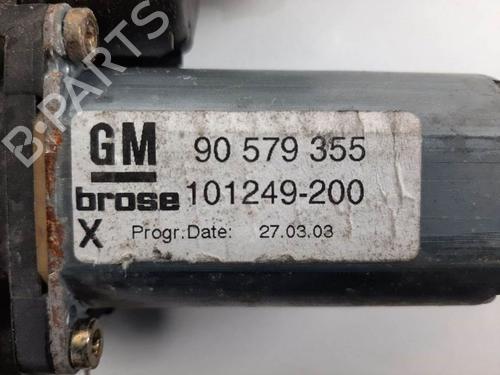 GM 90 579 355
brose 101249-200
X Progr.Date: 27.03.03
B-PARTS